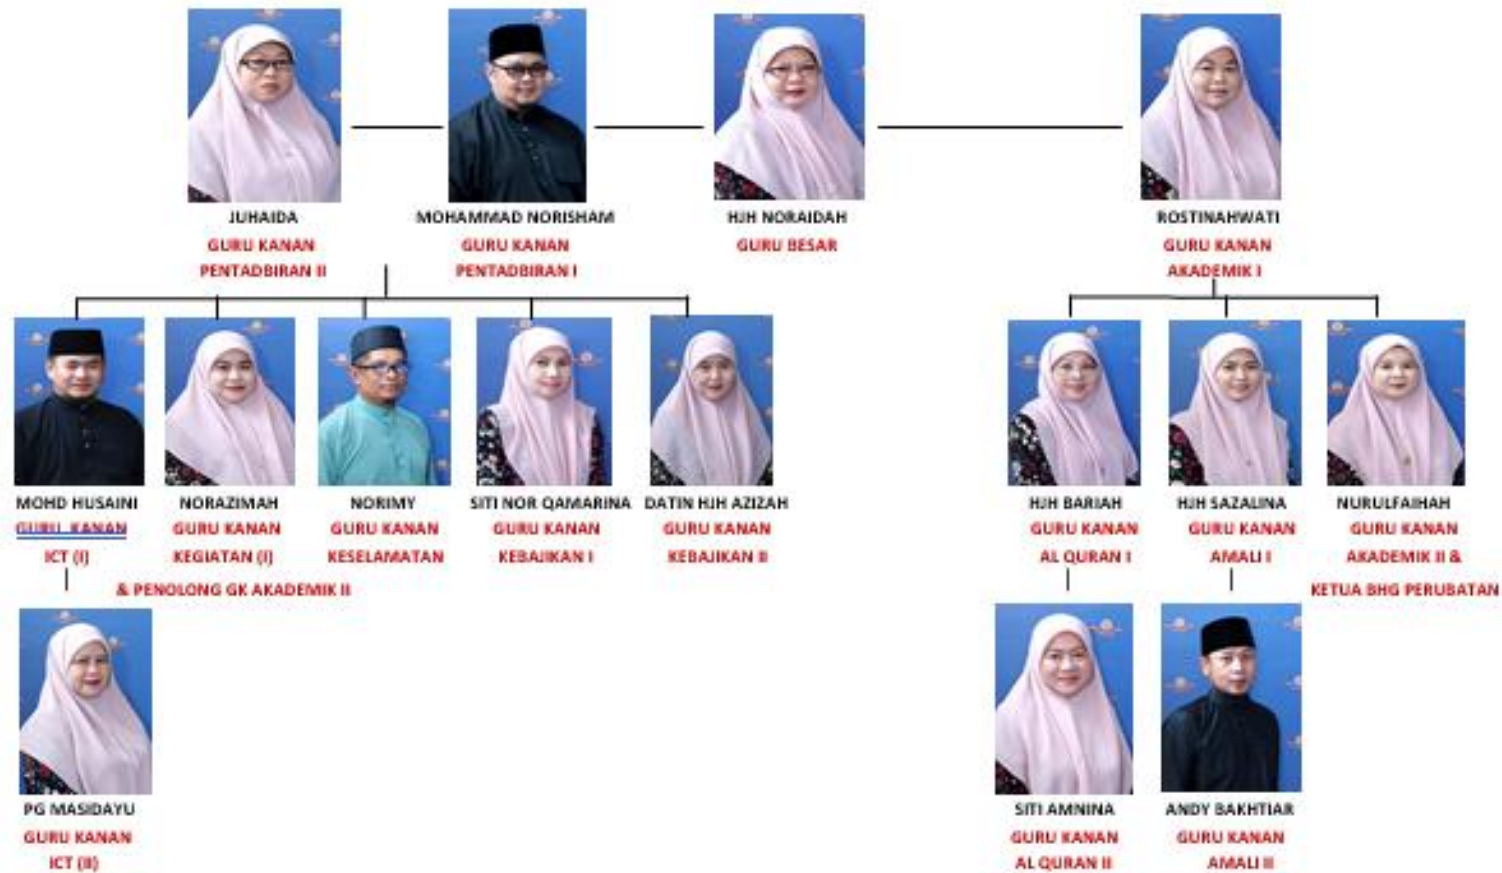 JUHAIDA
GURU KANAN
PENTADBIRAN II
MOHAMMAD NORISHAM
GURU KANAN
PENTADBIRAN I
HJH NORAIDAH
GURU BESAR
ROSTINAHWATI
GURU KANAN
AKADEMIK I
MOHD HUSAINI
GURU KANAN
ICT (I)
NORAZIMAH
GURU KANAN
KEGIATAN (I)
& PENOLONG GK AKADEMIK II
NORIMY
GURU KANAN
KESELAMATAN
SITI NOR QAMARINA
GURU KANAN
KEBAJIKAN I
DATIN HJH AZIZAH
GURU KANAN
KEBAJIKAN II
HJH BARIAH
GURU KANAN
AL QURAN I
HJH SAZALINA
GURU KANAN
AMALI I
NURULFAIHAH
GURU KANAN
AKADEMIK II &
KETUA BHG PERUBATAN
PG MASIDAYU
GURU KANAN
ICT (II)
SITI AMNINA
GURU KANAN
AL QURAN II
ANDY BAKHTIAR
GURU KANAN
AMALI II